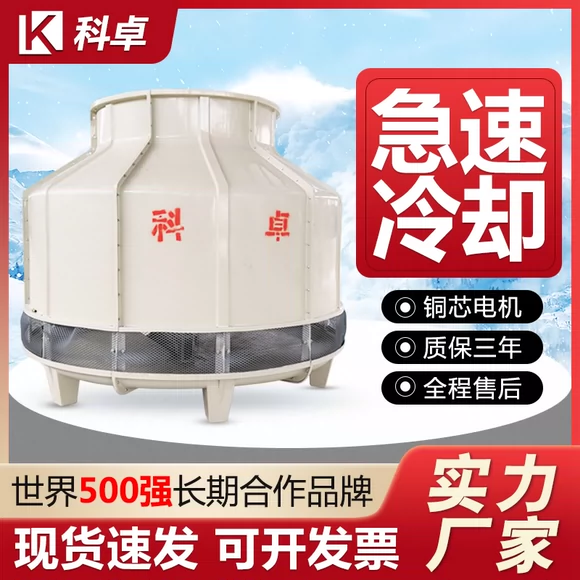 K 科卓
急速
冷却
科 卓
铜芯电机
质保三年
全程售后
世界500强长期合作品牌
现货速发 可开发票
实力
厂家